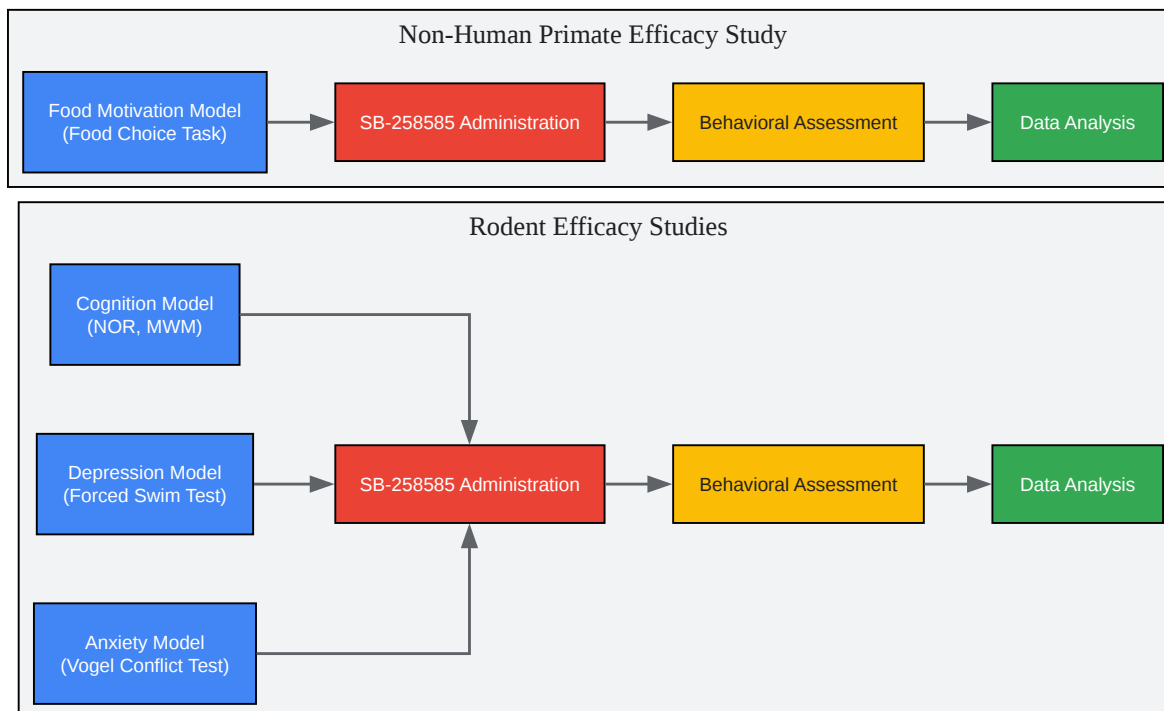 Non-Human Primate Efficacy Study
Food Motivation Model
(Food Choice Task)
SB-258585 Administration
Behavioral Assessment
Data Analysis
Rodent Efficacy Studies
Cognition Model
(NOR, MWM)
Depression Model
(Forced Swim Test)
SB-258585 Administration
Behavioral Assessment
Data Analysis
Anxiety Model
(Vogel Conflict Test)